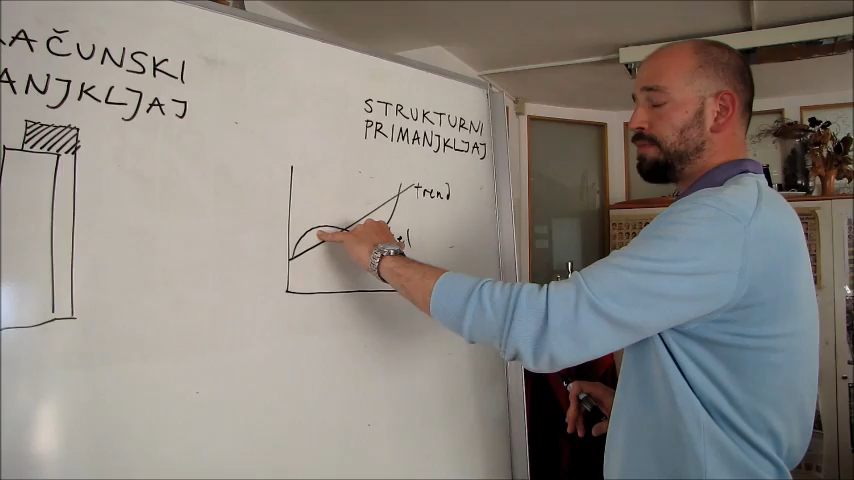 AČUNSKI
ANJKLJAJ
STRUKTURNI
PRIMANJKLJAJ
trend